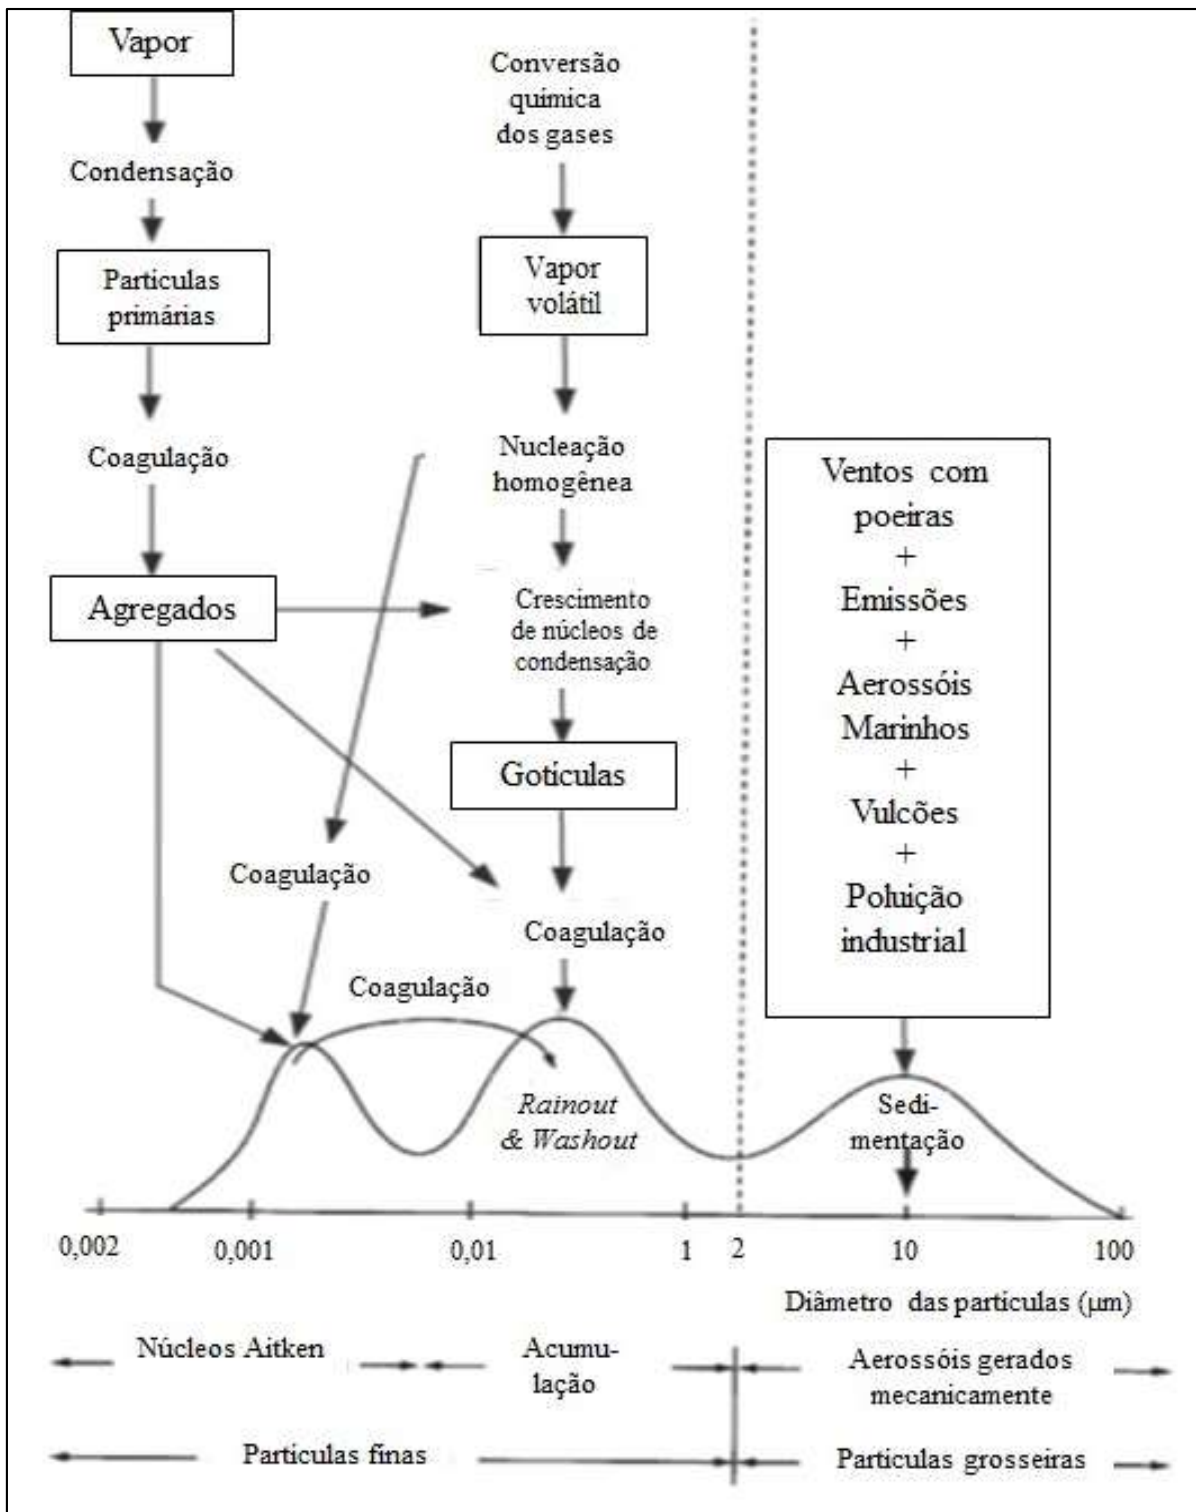 Vapor
Condensação
Partículas
primárias
Coagulação
Agregados
Conversão
química
dos gases
Vapor
volátil
Nucleação
homogênea
Crescimento
de núcleos de
condensação
Gotículas
Coagulação
Coagulação
Coagulação
Rainout
& Washout
Ventos com
poeiras
+
Emissões
+
Aerossóis
Marinhos
+
Vulcões
+
Poluição
industrial
Sedi-
mentação
0,002 0,001 0,01 1 2 10 100
Diâmetro das partículas (μm)
Núcleos Aitken
Acumu-
lação
Aerossóis gerados
mecanicamente
Partículas finas
Partículas grosseiras